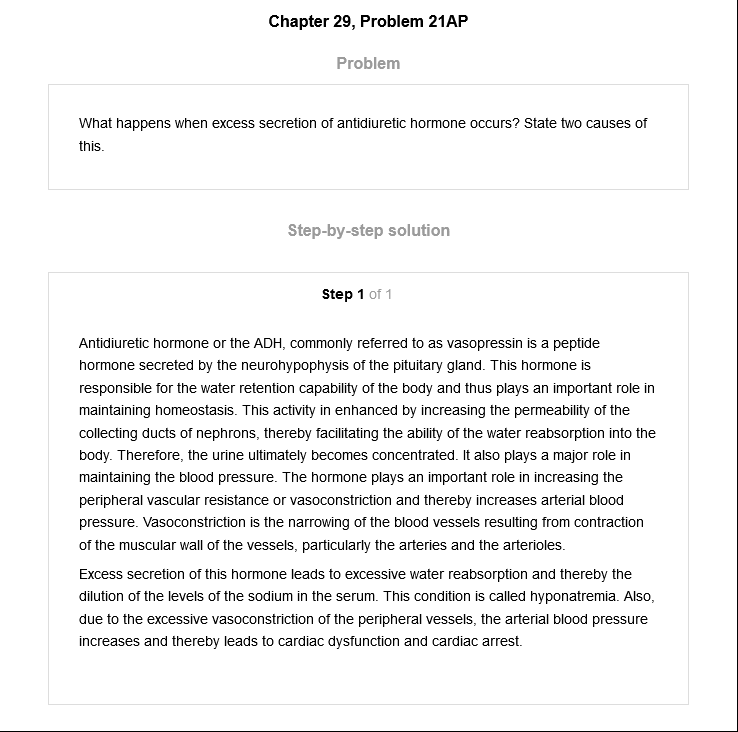 Chapter 29, Problem 21AP
Problem
What happens when excess secretion of antidiuretic hormone occurs? State two causes of
this.
Step-by-step solution
Step 1 of 1
Antidiuretic hormone or the ADH, commonly referred to as vasopressin is a peptide
hormone secreted by the neurohypophysis of the pituitary gland. This hormone is
responsible for the water retention capability of the body and thus plays an important role in
maintaining homeostasis. This activity in enhanced by increasing the permeability of the
collecting ducts of nephrons, thereby facilitating the ability of the water reabsorption into the
body. Therefore, the urine ultimately becomes concentrated. It also plays a major role in
maintaining the blood pressure. The hormone plays an important role in increasing the
peripheral vascular resistance or vasoconstriction and thereby increases arterial blood
pressure. Vasoconstriction is the narrowing of the blood vessels resulting from contraction
of the muscular wall of the vessels, particularly the arteries and the arterioles.
Excess secretion of this hormone leads to excessive water reabsorption and thereby the
dilution of the levels of the sodium in the serum. This condition is called hyponatremia. Also,
due to the excessive vasoconstriction of the peripheral vessels, the arterial blood pressure
increases and thereby leads to cardiac dysfunction and cardiac arrest.